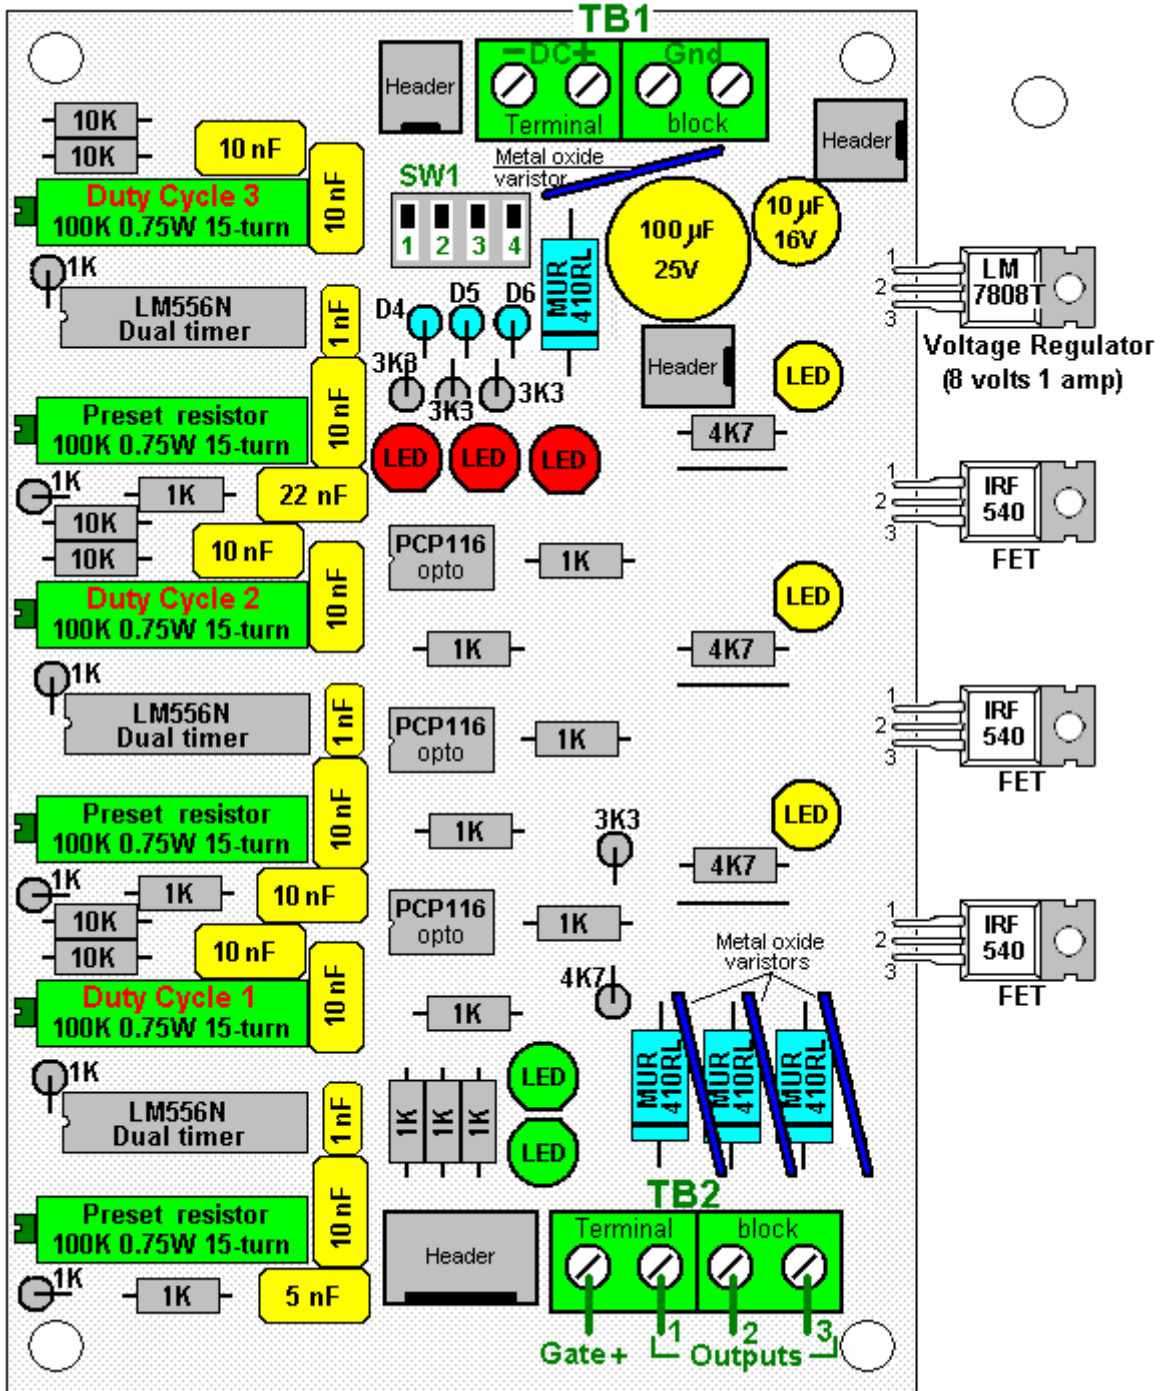 TB1
− DC + Gnd
Terminal block
Header
Header
10K
10K
10 nF
10 nF
Metal oxide
varistor
SW1
1 2 3 4
Duty Cycle 3
100K 0.75W 15-turn
100 µF
25V
10 µF
16V
MUR
410RL
1K
LM556N
Dual timer
1 nF
D4
D5
D6
1
2
3
LM
7808T
Voltage Regulator
(8 volts 1 amp)
3K3
3K3
3K3
Header
LED
Preset resistor
100K 0.75W 15-turn
10 nF
LED
LED
LED
4K7
1K
1K
22 nF
1
2
3
IRF
540
FET
10K
10K
10 nF
10 nF
PCP116
opto
1K
Duty Cycle 2
100K 0.75W 15-turn
LED
1K
4K7
1K
LM556N
Dual timer
1 nF
PCP116
opto
1K
1
2
3
IRF
540
FET
Preset resistor
100K 0.75W 15-turn
10 nF
1K
3K3
LED
4K7
1K
1K
10 nF
10K
10K
10 nF
10 nF
PCP116
opto
1K
1
2
3
IRF
540
FET
Metal oxide
varistors
Duty Cycle 1
100K 0.75W 15-turn
1K
4K7
1K
LM556N
Dual timer
1 nF
1K
1K
1K
LED
LED
MUR
410RL
MUR
410RL
MUR
410RL
Preset resistor
100K 0.75W 15-turn
10 nF
TB2
Header
Terminal block
1K
1K
5 nF
1 2 3
Gate +
Outputs